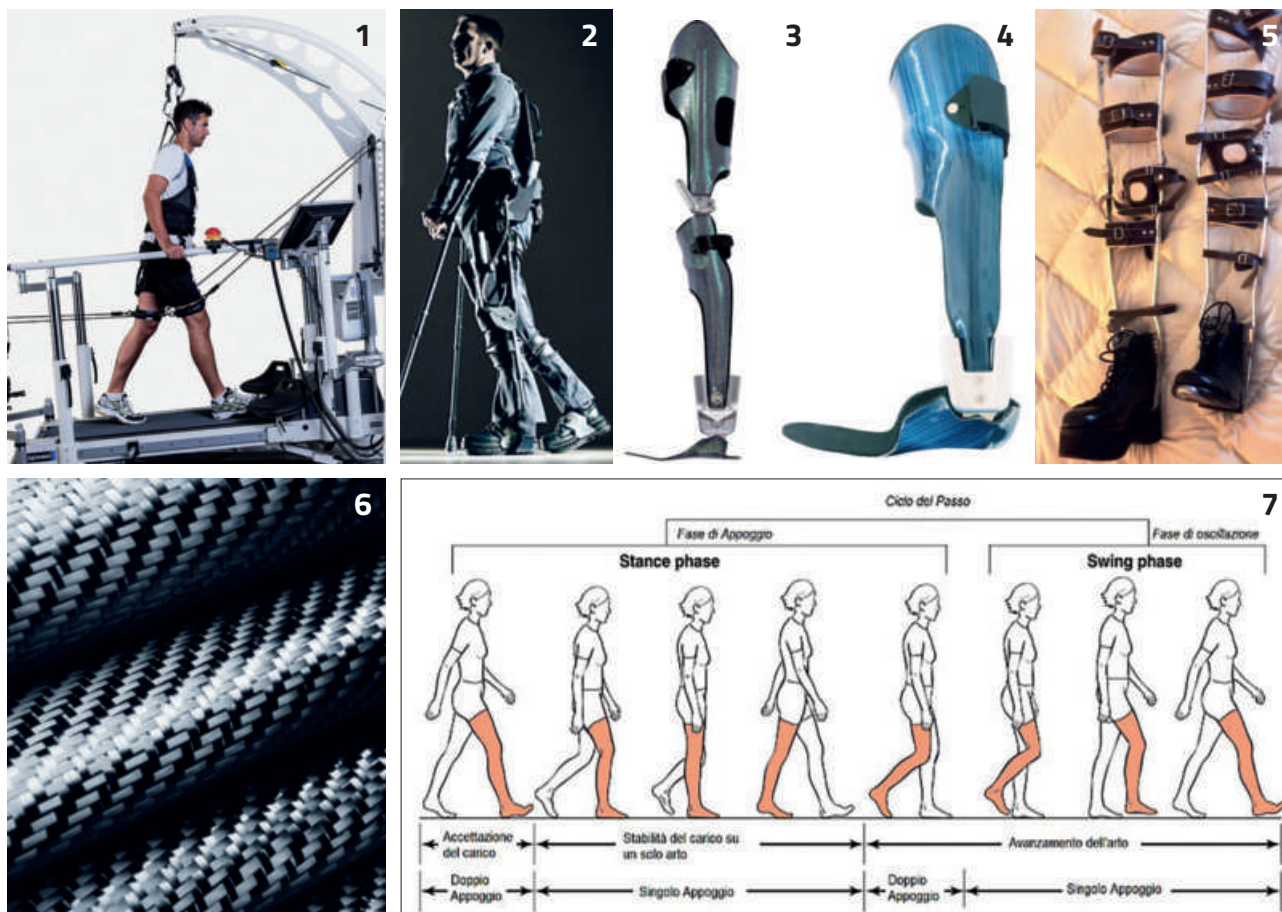 1
2
3
4
5
6
7
Ciclo del Passo
Fase di Appoggio
Fase di oscillazione
Stance phase
Swing phase
Accettazione
del carico
Stabilità del carico su
un solo arto
Avanzamento dell'arto
Doppio
Appoggio
Singolo Appoggio
Doppio
Appoggio
Singolo Appoggio